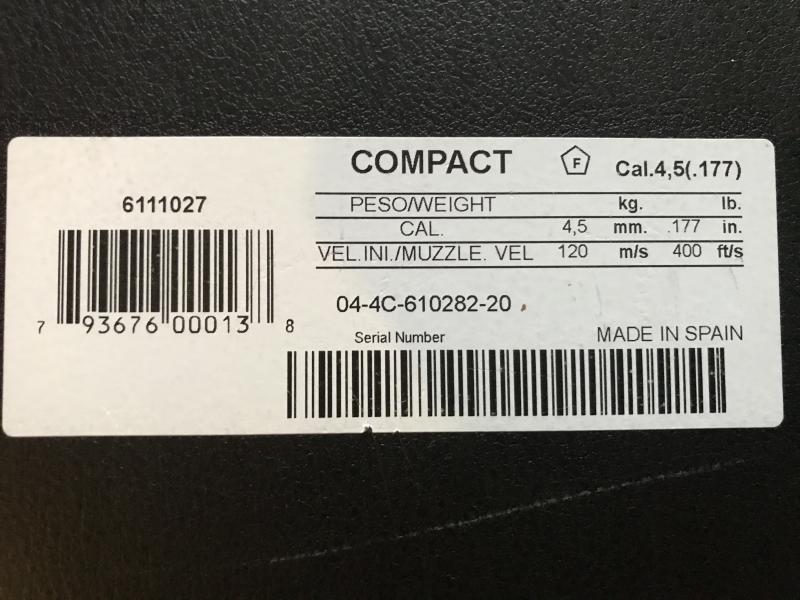 COMPACT F Cal.4,5(.177)
6111027
PESO/WEIGHT kg. lb.
CAL. 4,5 mm. .177 in.
VEL.INI./MUZZLE. VEL 120 m/s 400 ft/s
04-4C-610282-20
7 93676 00013 8
Serial Number
MADE IN SPAIN